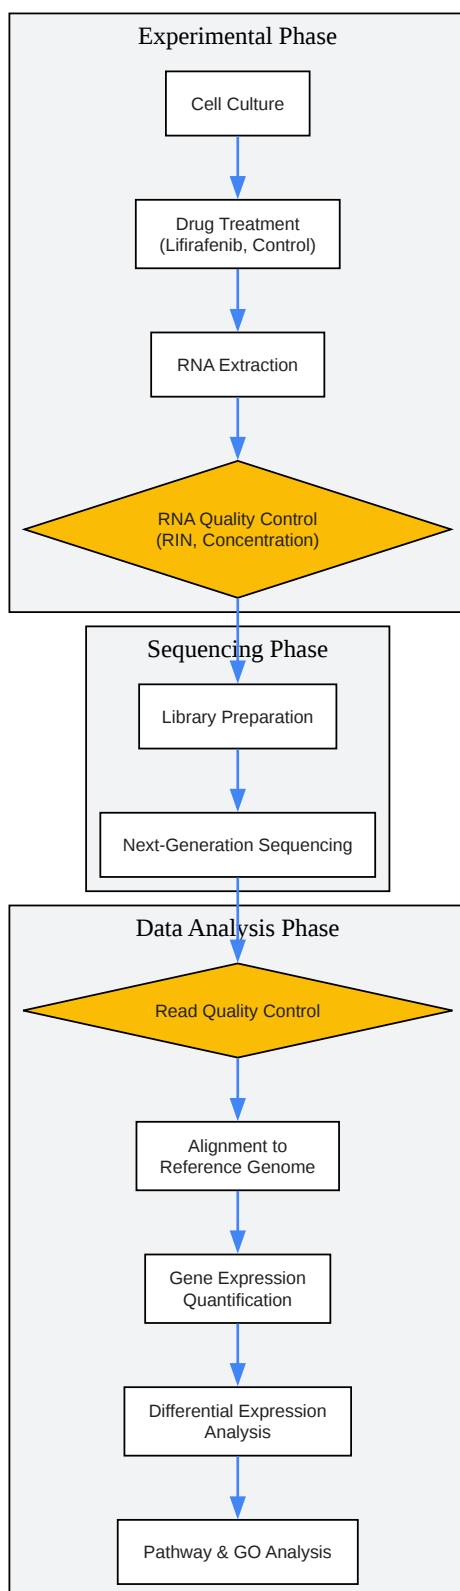 Experimental Phase
Cell Culture
Drug Treatment
(Lifirafenib, Control)
RNA Extraction
RNA Quality Control
(RIN, Concentration)
Sequencing Phase
Library Preparation
Next-Generation Sequencing
Data Analysis Phase
Read Quality Control
Alignment to
Reference Genome
Gene Expression
Quantification
Differential Expression
Analysis
Pathway & GO Analysis